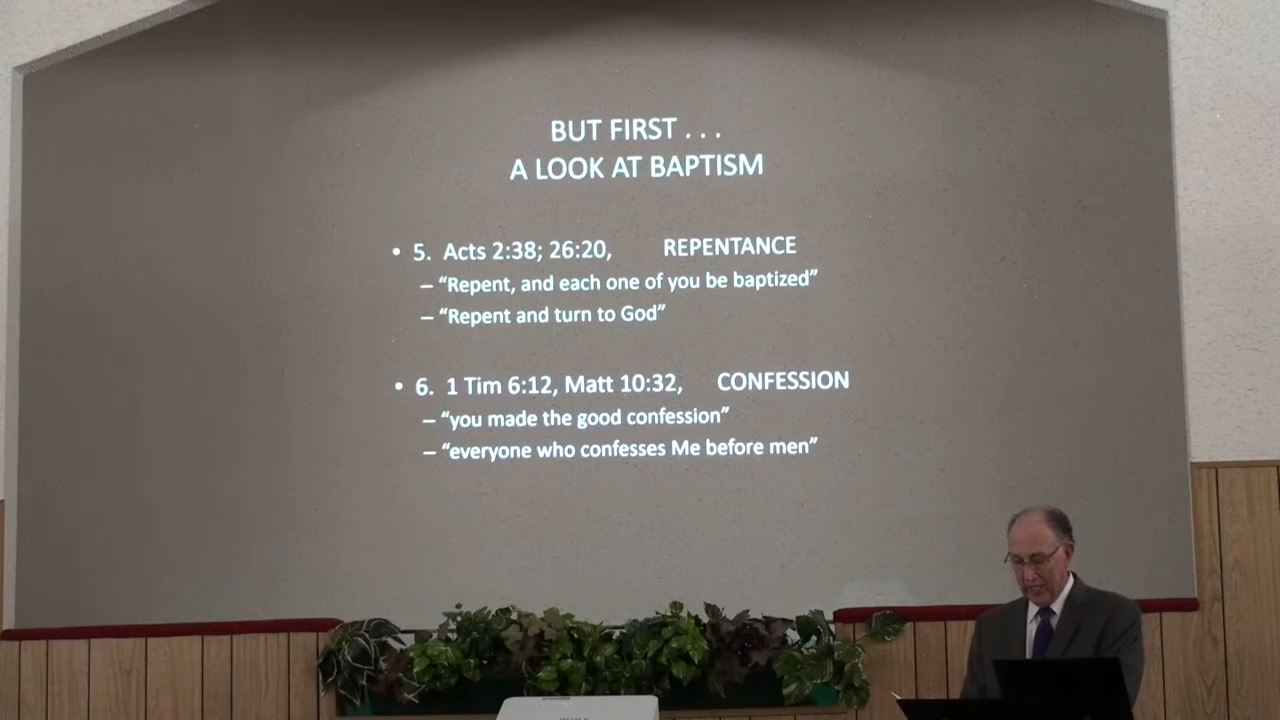 BUT FIRST . . .
A LOOK AT BAPTISM
• 5. Acts 2:38; 26:20, REPENTANCE
– “Repent, and each one of you be baptized”
– “Repent and turn to God”
• 6. 1 Tim 6:12, Matt 10:32, CONFESSION
– “you made the good confession”
– “everyone who confesses Me before men”